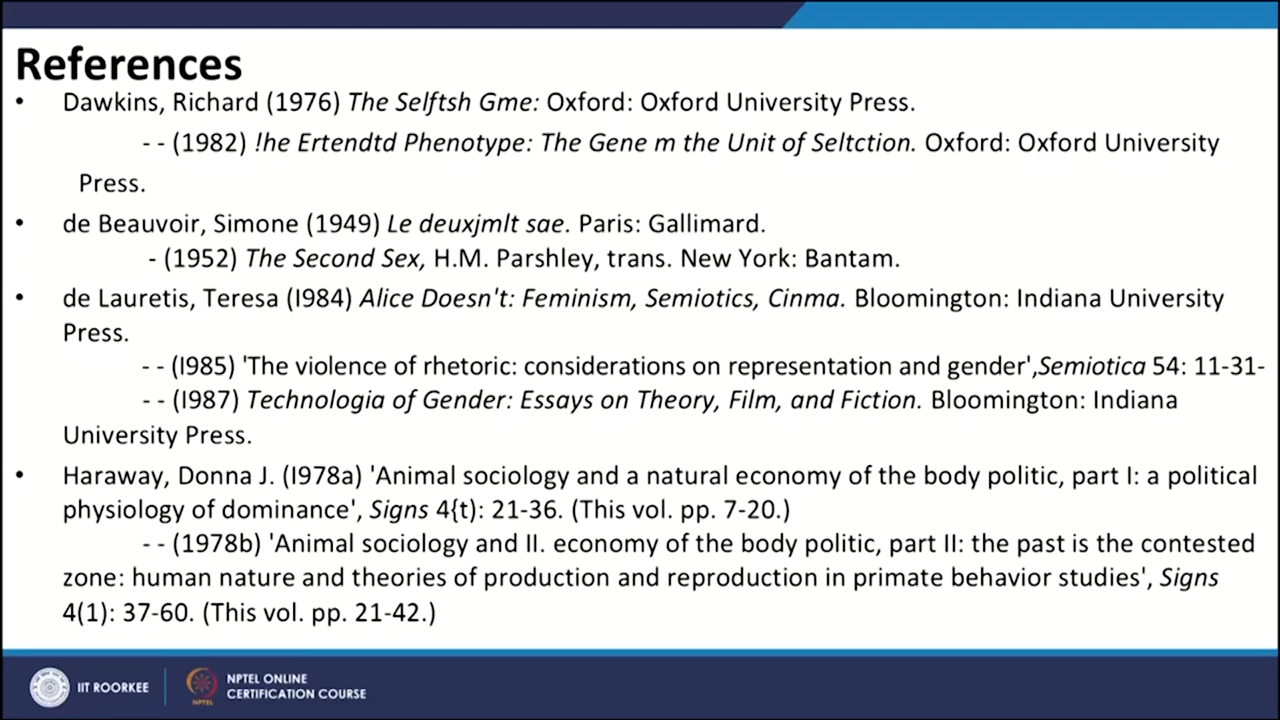 References
• Dawkins, Richard (1976) The Selftsh Gme: Oxford: Oxford University Press.
- - (1982) !he Ertendtd Phenotype: The Gene m the Unit of Seltction. Oxford: Oxford University
Press.
• de Beauvoir, Simone (1949) Le deuxjmlt sae. Paris: Gallimard.
- (1952) The Second Sex, H.M. Parshley, trans. New York: Bantam.
• de Lauretis, Teresa (I984) Alice Doesn't: Feminism, Semiotics, Cinma. Bloomington: Indiana University
Press.
- - (I985) 'The violence of rhetoric: considerations on representation and gender',Semiotica 54: 11-31-
- - (I987) Technologia of Gender: Essays on Theory, Film, and Fiction. Bloomington: Indiana
University Press.
• Haraway, Donna J. (I978a) 'Animal sociology and a natural economy of the body politic, part I: a political
physiology of dominance', Signs 4{t): 21-36. (This vol. pp. 7-20.)
- - (1978b) 'Animal sociology and II. economy of the body politic, part II: the past is the contested
zone: human nature and theories of production and reproduction in primate behavior studies', Signs
4(1): 37-60. (This vol. pp. 21-42.)
IIT ROORKEE
NPTEL
NPTEL ONLINE
CERTIFICATION COURSE